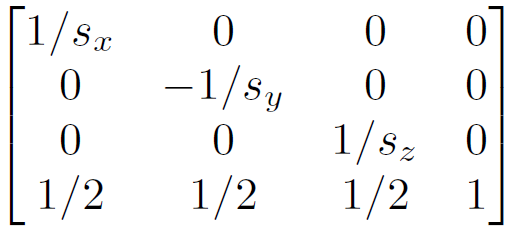 1/s_x 0 0 0
0 −1/s_y 0 0
0 0 1/s_z 0
1/2 1/2 1/2 1